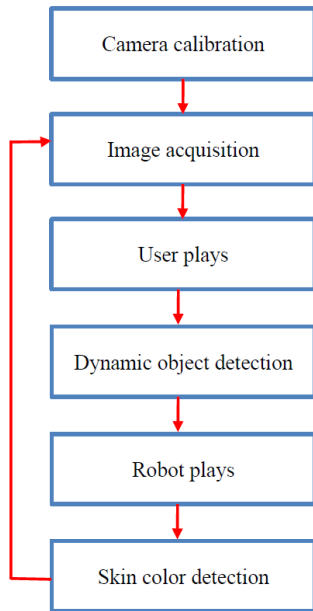 Camera calibration
Image acquisition
User plays
Dynamic object detection
Robot plays
Skin color detection